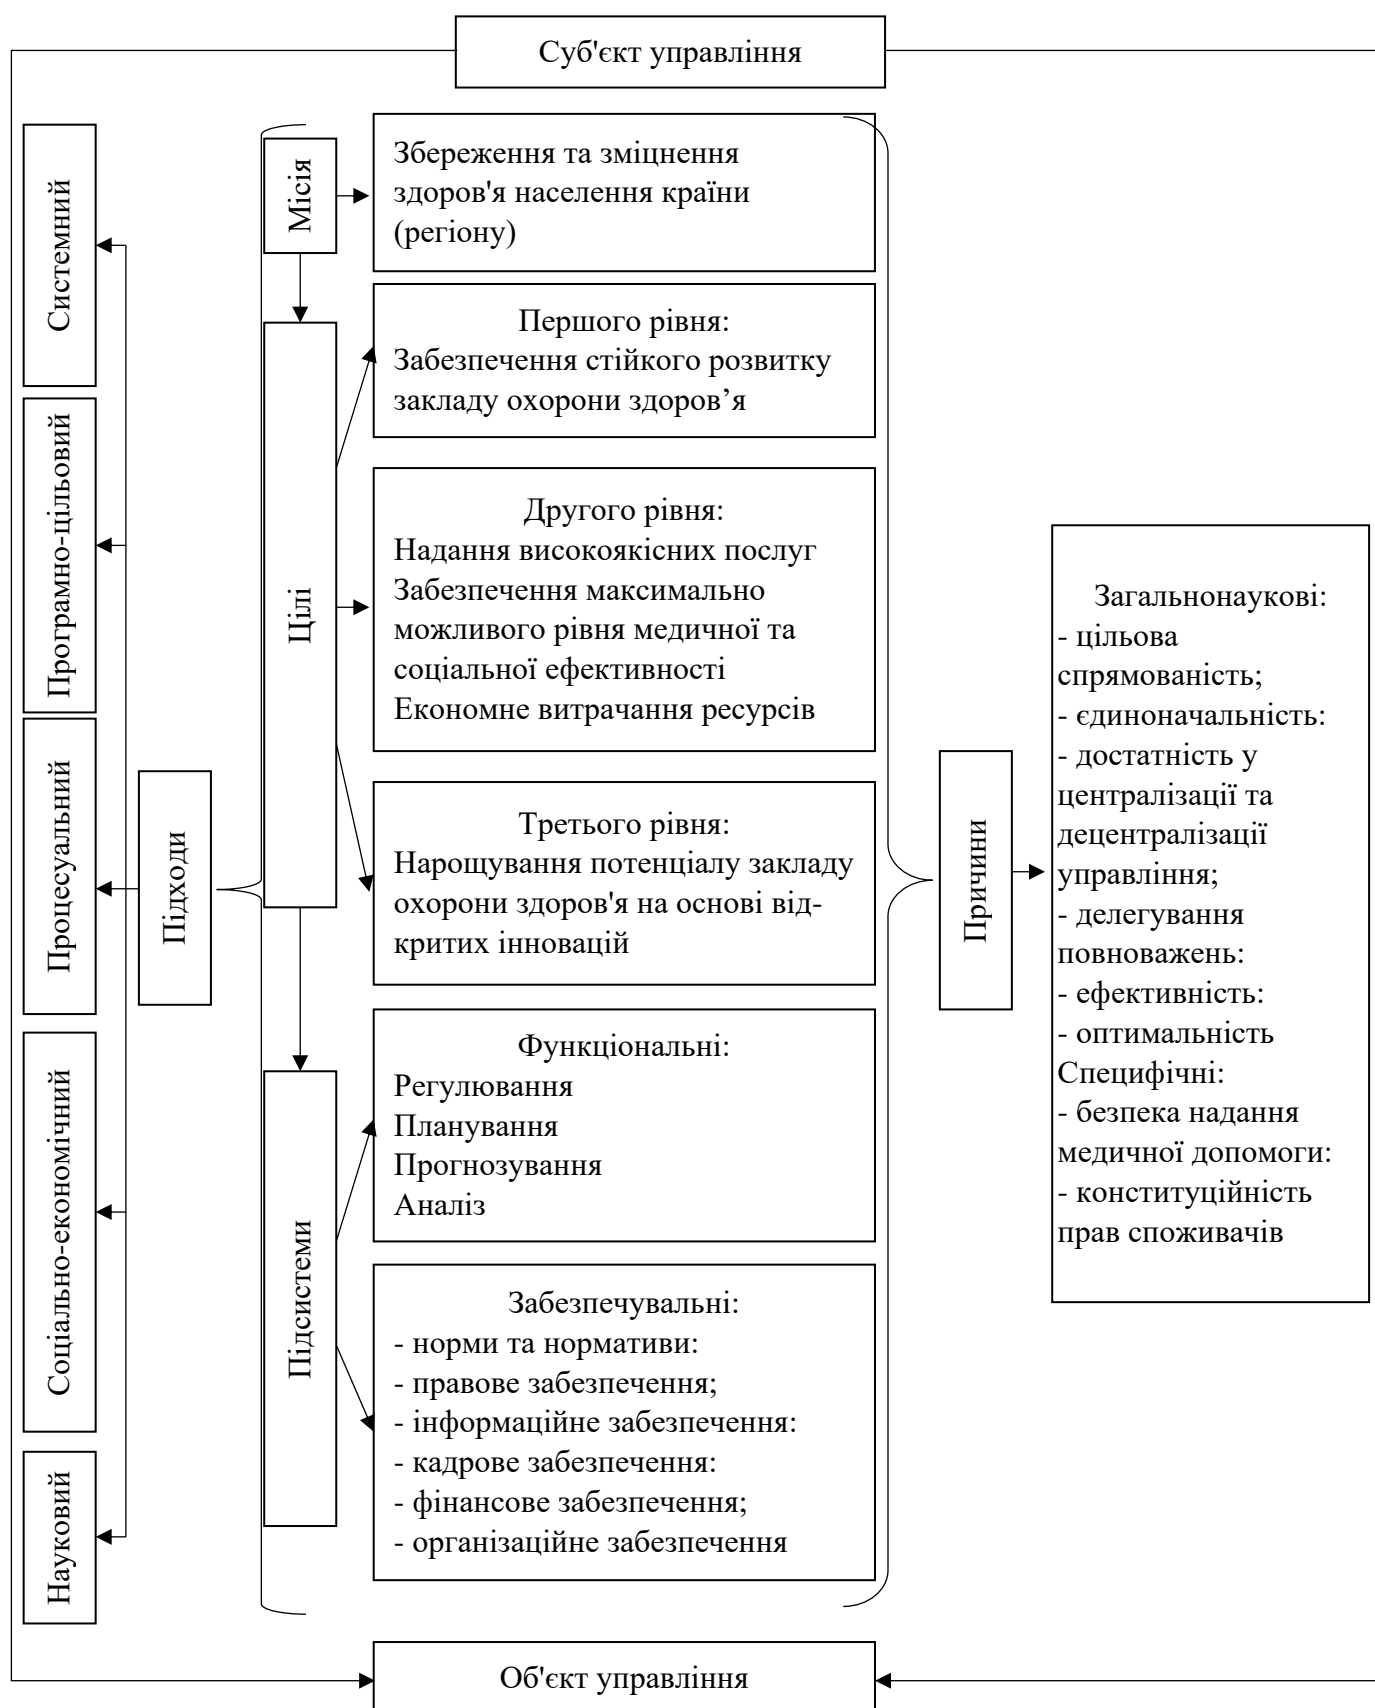 Суб'єкт управління
Системний
Програмно-цільовий
Процесуальний
Соціально-економічний
Науковий
Підходи
Місія
Збереження та зміцнення
здоров'я населення країни
(регіону)
Цілі
Першого рівня:
Забезпечення стійкого розвитку
закладу охорони здоров’я
Другого рівня:
Надання високоякісних послуг
Забезпечення максимально
можливого рівня медичної та
соціальної ефективності
Економне витрачання ресурсів
Третього рівня:
Нарощування потенціалу закладу
охорони здоров'я на основі від-
критих інновацій
Підсистеми
Функціональні:
Регулювання
Планування
Прогнозування
Аналіз
Забезпечувальні:
- норми та нормативи:
- правове забезпечення;
- інформаційне забезпечення:
- кадрове забезпечення:
- фінансове забезпечення;
- організаційне забезпечення
Причини
Загальнонаукові:
- цільова
спрямованість;
- єдиноначальність:
- достатність у
централізації та
децентралізації
управління;
- делегування
повноважень:
- ефективність:
- оптимальність
Специфічні:
- безпека надання
медичної допомоги:
- конституційність
прав споживачів
Об'єкт управління